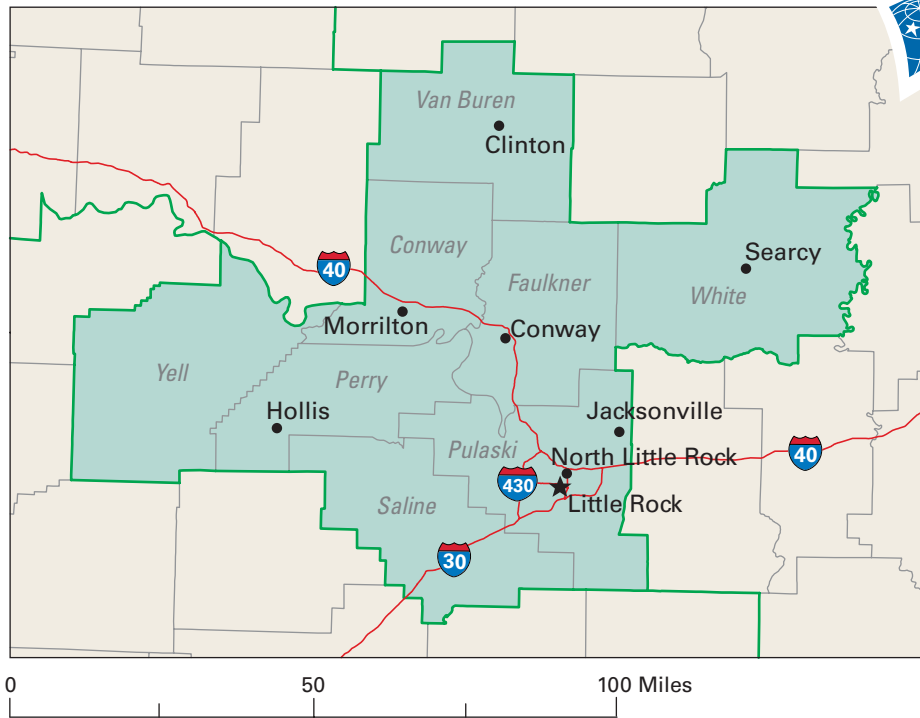 Van Buren
Clinton
Conway
Searcy
40
Faulkner
White
Morrilton
Conway
Yell
Perry
Hollis
Jacksonville
Pulaski
North Little Rock
40
430
Saline
Little Rock
30
0 50 100 Miles